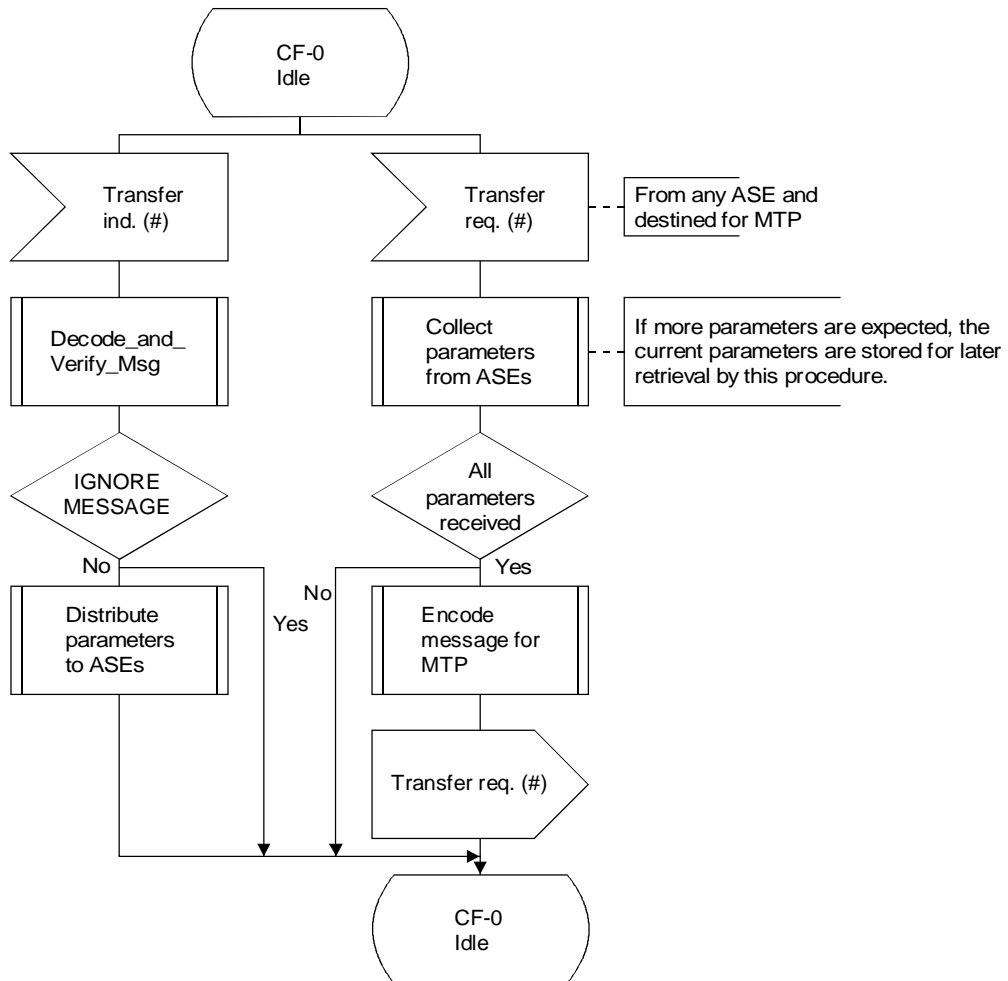 CF-0
Idle
Transfer
ind. (#)
Transfer
req. (#)
From any ASE and
destined for MTP
Decode_and_
Verify_Msg
Collect
parameters
from ASEs
If more parameters are expected, the
current parameters are stored for later
retrieval by this procedure.
IGNORE
MESSAGE
All
parameters
received
No
Yes
No
Yes
Distribute
parameters
to ASEs
Encode
message for
MTP
Transfer req. (#)
CF-0
Idle